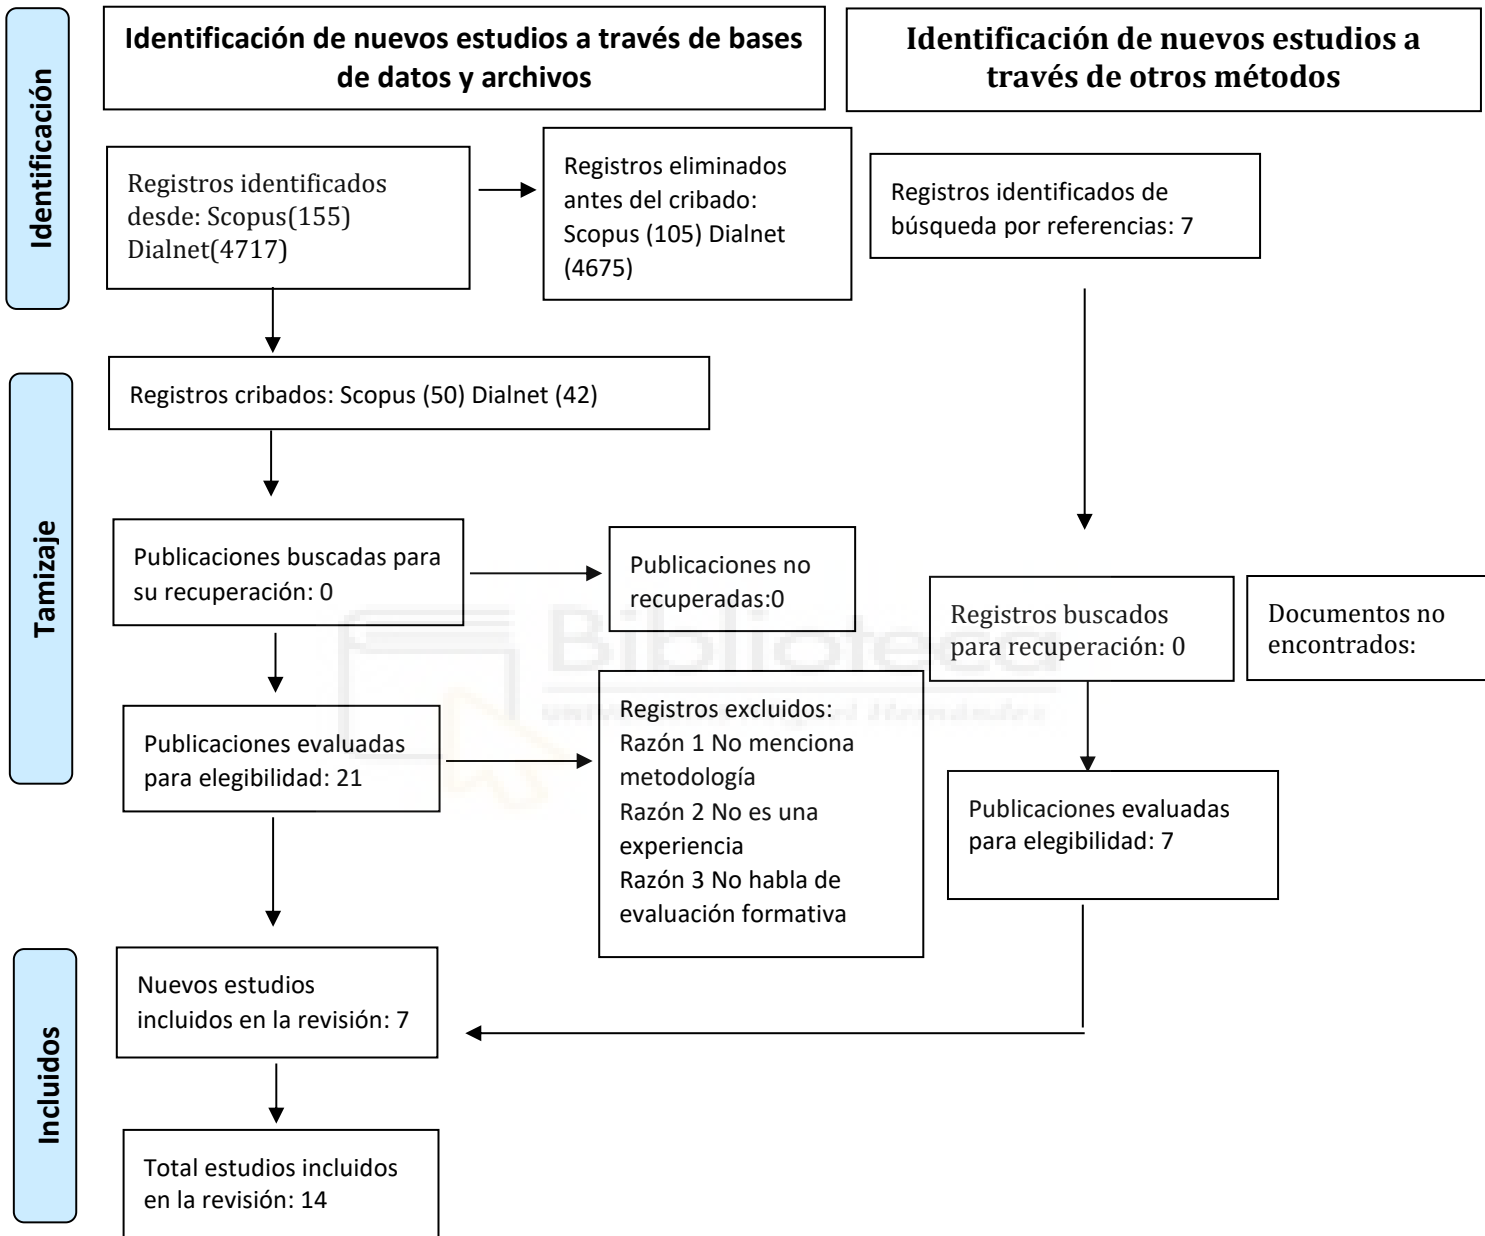 Identificación de nuevos estudios a través de bases
de datos y archivos
Identificación de nuevos estudios a
través de otros métodos
Identificación
Registros identificados
desde: Scopus(155)
Dialnet(4717)
Registros eliminados
antes del cribado:
Scopus (105) Dialnet
(4675)
Registros identificados de
búsqueda por referencias: 7
Tamizaje
Registros cribados: Scopus (50) Dialnet (42)
Publicaciones buscadas para
su recuperación: 0
Publicaciones no
recuperadas:0
Registros buscados
para recuperación: 0
Documentos no
encontrados:
Biblioteca
Publicaciones evaluadas
para elegibilidad: 21
Registros excluidos:
Razón 1 No menciona
metodología
Razón 2 No es una
experiencia
Razón 3 No habla de
evaluación formativa
Publicaciones evaluadas
para elegibilidad: 7
Incluidos
Nuevos estudios
incluidos en la revisión: 7
Total estudios incluidos
en la revisión: 14